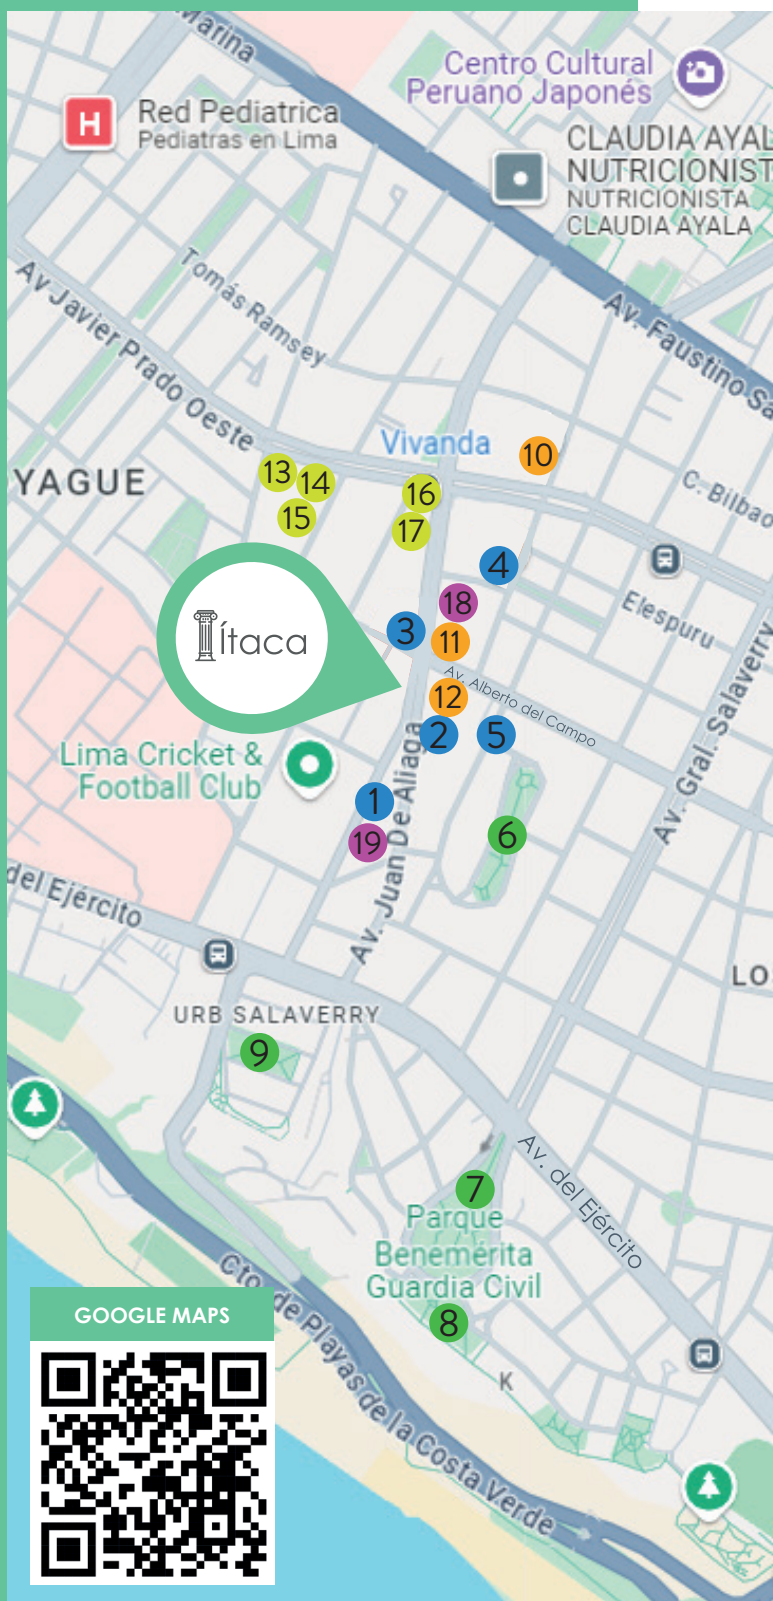 Marina
Centro Cultural
Peruano Japonés
H
Red Pediatrica
Pediatras en Lima
CLAUDIA AYAL
NUTRICIONIST
NUTRICIONISTA
CLAUDIA AYALA
Tomás Ramsey
Av Javier Prado Oeste
Av. Faustino Sa
Vivanda
10
YAGUE
13
14
15
16
17
C. Bilbao
4
18
3
11
Elespuru
Ítaca
Av. Alberto del Campo
12
2
5
Lima Cricket &
Football Club
Av. Juan De Aliaga
Av. Gral. Salaverry
1
19
6
del Ejército
LO
URB SALAVERRY
9
7
Av. del Ejército
Parque
Benemérita
Guardia Civil
8
K
Cto. de Playas de la Costa Verde
GOOGLE MAPS